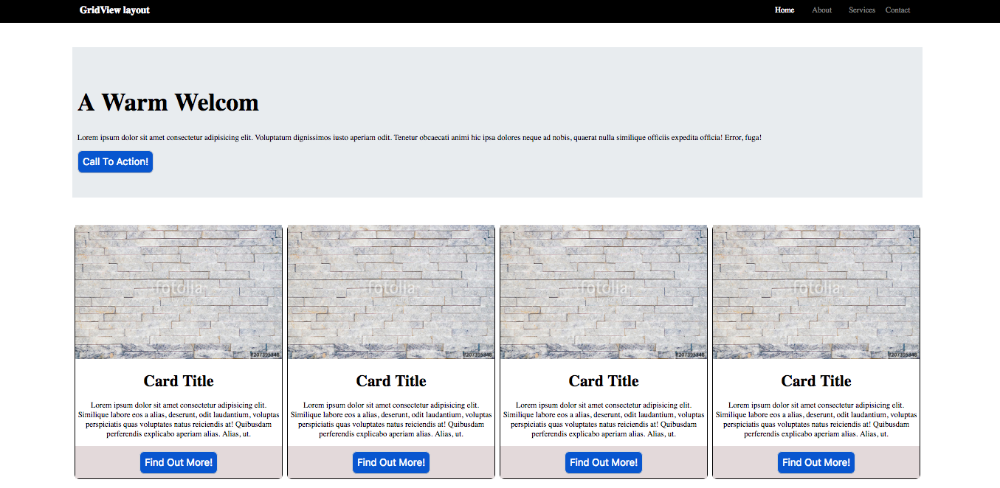 GridView layout
Home About Services Contact
A Warm Welcom
Lorem ipsum dolor sit amet consectetur adipisicing elit. Voluptatum dignissimos iusto aperiam odit. Tenetur obcaecati animi hic ipsa dolores neque ad nobis, quaerat nulla similique officiis expedita officia! Error, fuga!
Call To Action!
fotolia
Card Title
Lorem ipsum dolor sit amet consectetur adipisicing elit.
Similique labore eos a alias, deserunt, odit laudantium, voluptas
perspiciatis quas voluptates natus reiciendis at! Quibusdam
perferendis explicabo aperiam alias. Alias, ut.
Find Out More!
fotolia
Card Title
Lorem ipsum dolor sit amet consectetur adipisicing elit.
Similique labore eos a alias, deserunt, odit laudantium, voluptas
perspiciatis quas voluptates natus reiciendis at! Quibusdam
perferendis explicabo aperiam alias. Alias, ut.
Find Out More!
fotolia
Card Title
Lorem ipsum dolor sit amet consectetur adipisicing elit.
Similique labore eos a alias, deserunt, odit laudantium, voluptas
perspiciatis quas voluptates natus reiciendis at! Quibusdam
perferendis explicabo aperiam alias. Alias, ut.
Find Out More!
fotolia
Card Title
Lorem ipsum dolor sit amet consectetur adipisicing elit.
Similique labore eos a alias, deserunt, odit laudantium, voluptas
perspiciatis quas voluptates natus reiciendis at! Quibusdam
perferendis explicabo aperiam alias. Alias, ut.
Find Out More!